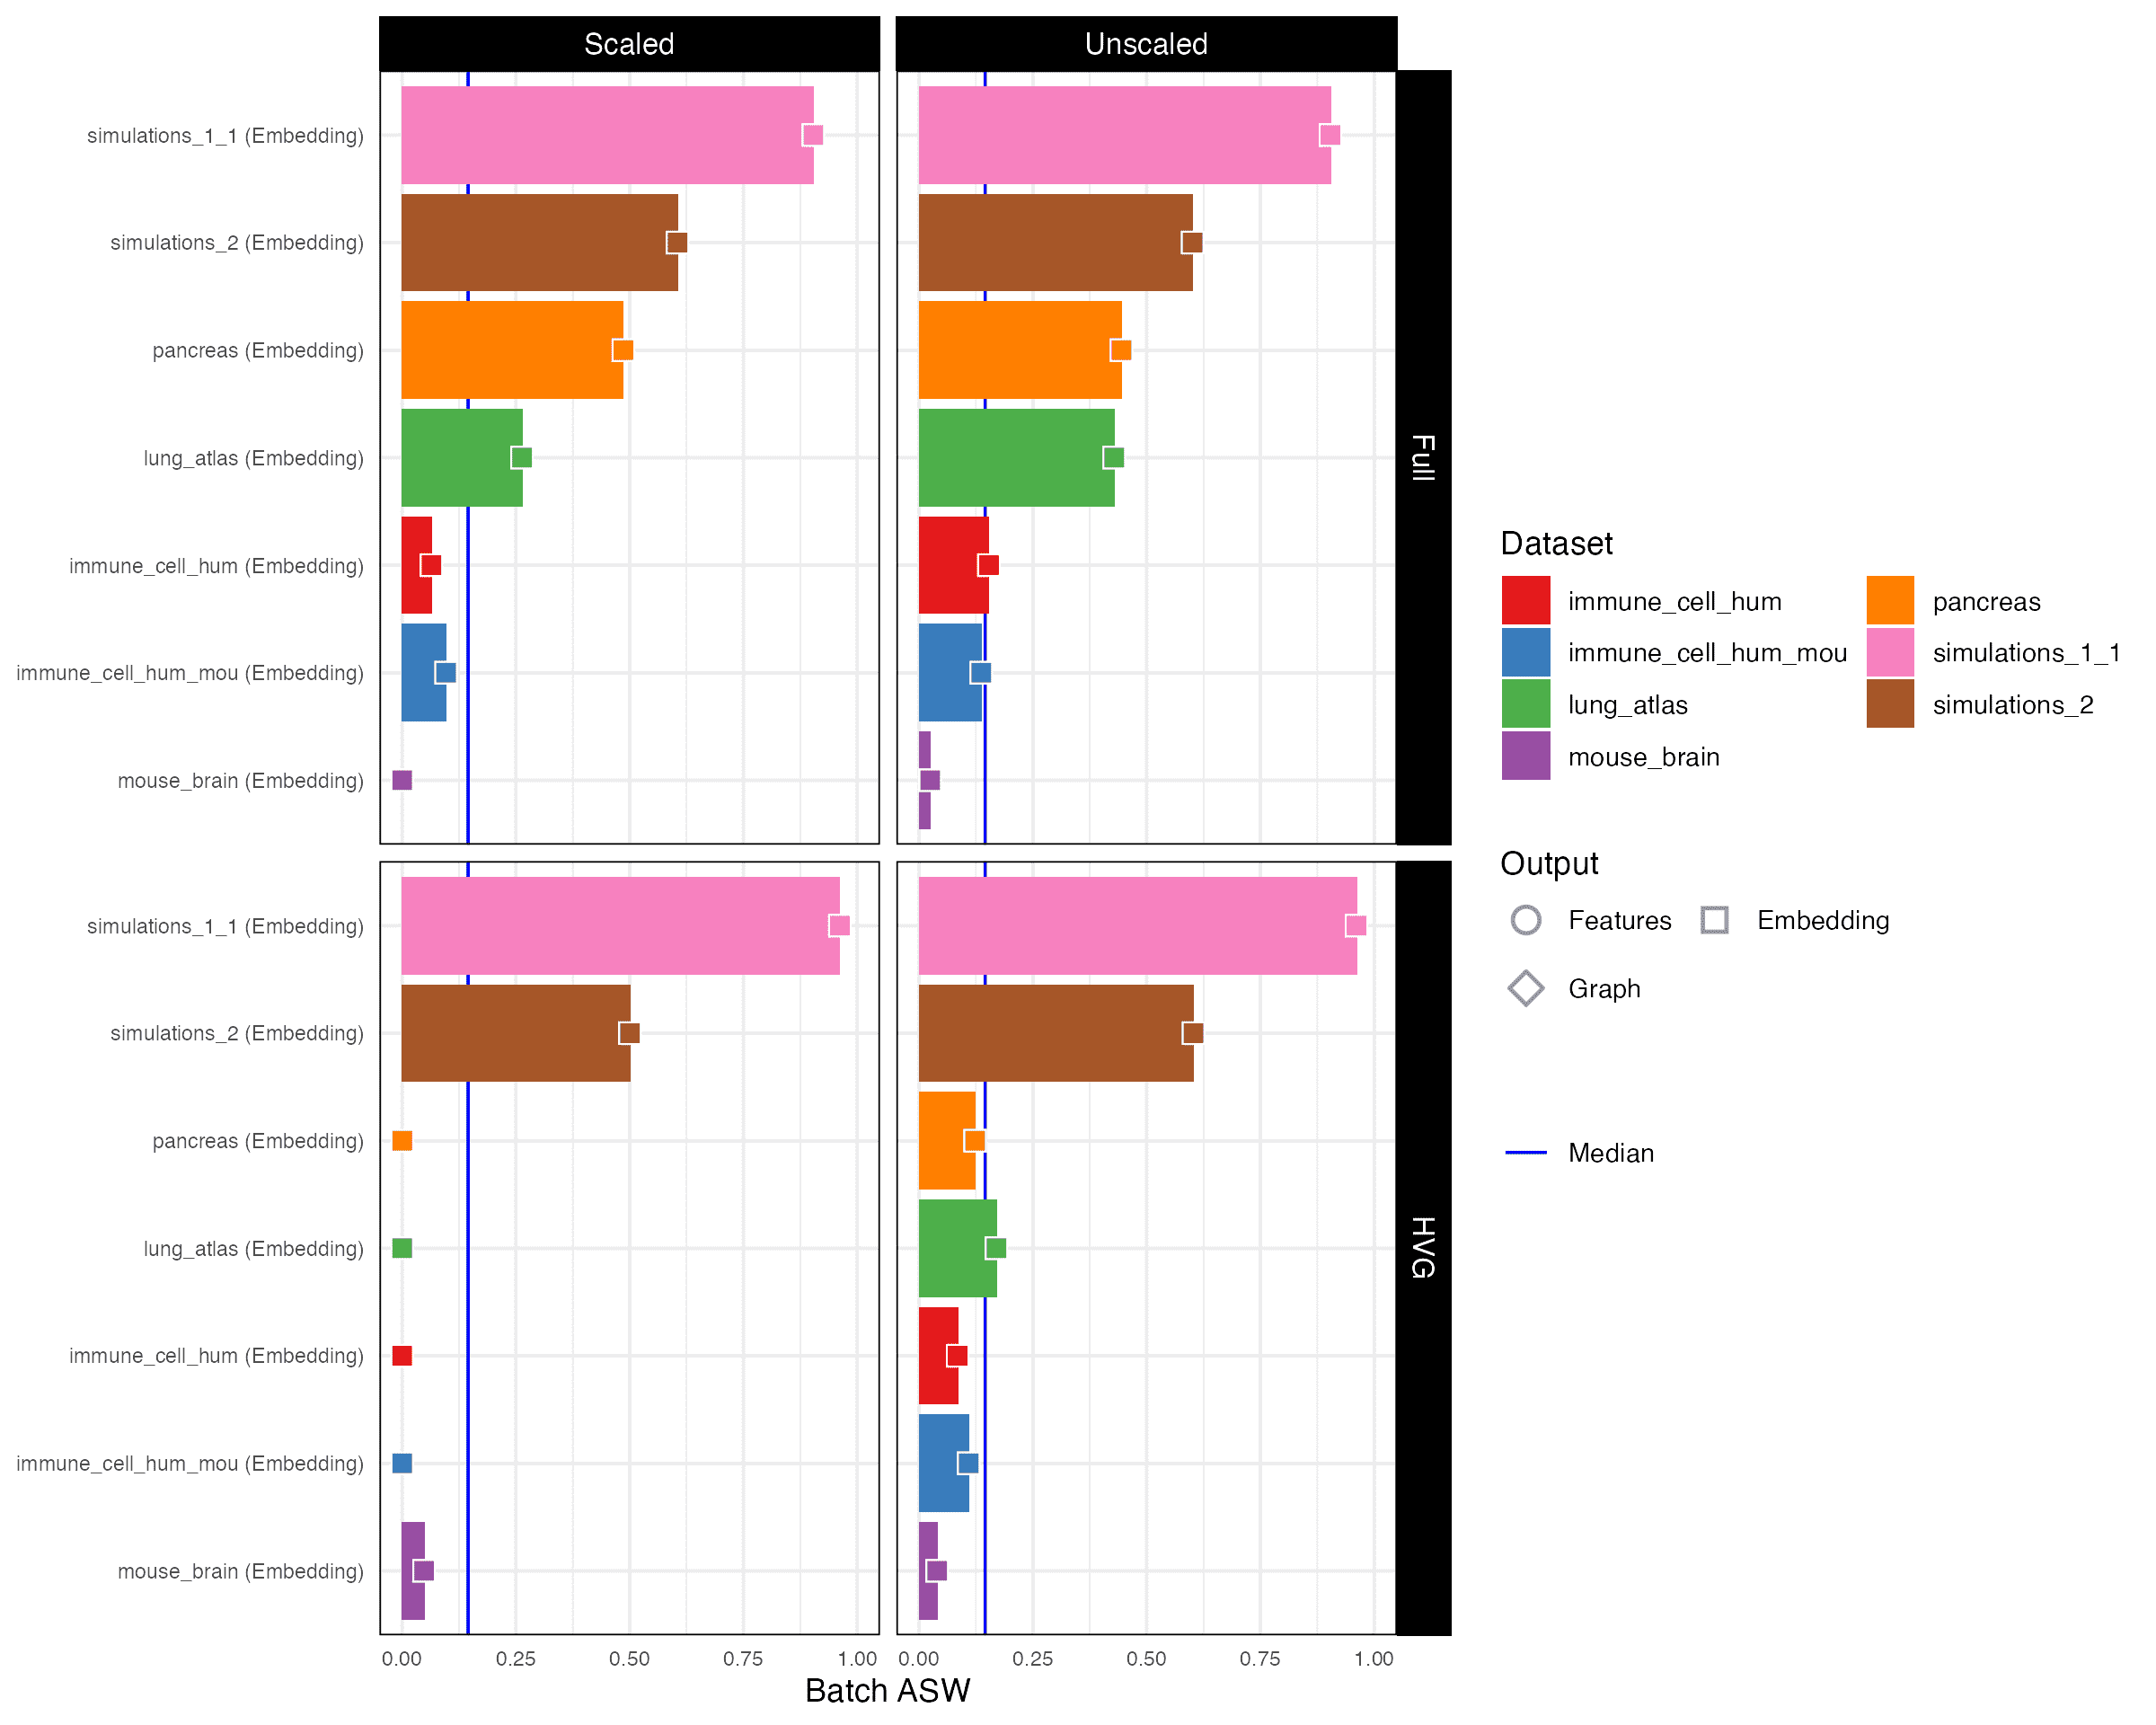 Scaled
Unscaled
simulations_1_1 (Embedding)
simulations_2 (Embedding)
pancreas (Embedding)
lung_atlas (Embedding)
immune_cell_hum (Embedding)
immune_cell_hum_mou (Embedding)
mouse_brain (Embedding)
Full
simulations_1_1 (Embedding)
simulations_2 (Embedding)
pancreas (Embedding)
lung_atlas (Embedding)
immune_cell_hum (Embedding)
immune_cell_hum_mou (Embedding)
mouse_brain (Embedding)
HVG
0.00 0.25 0.50 0.75 1.00 0.00 0.25 0.50 0.75 1.00
Batch ASW
Dataset
immune_cell_hum pancreas
immune_cell_hum_mou simulations_1_1
lung_atlas simulations_2
mouse_brain
Output
Features Embedding
Graph
Median